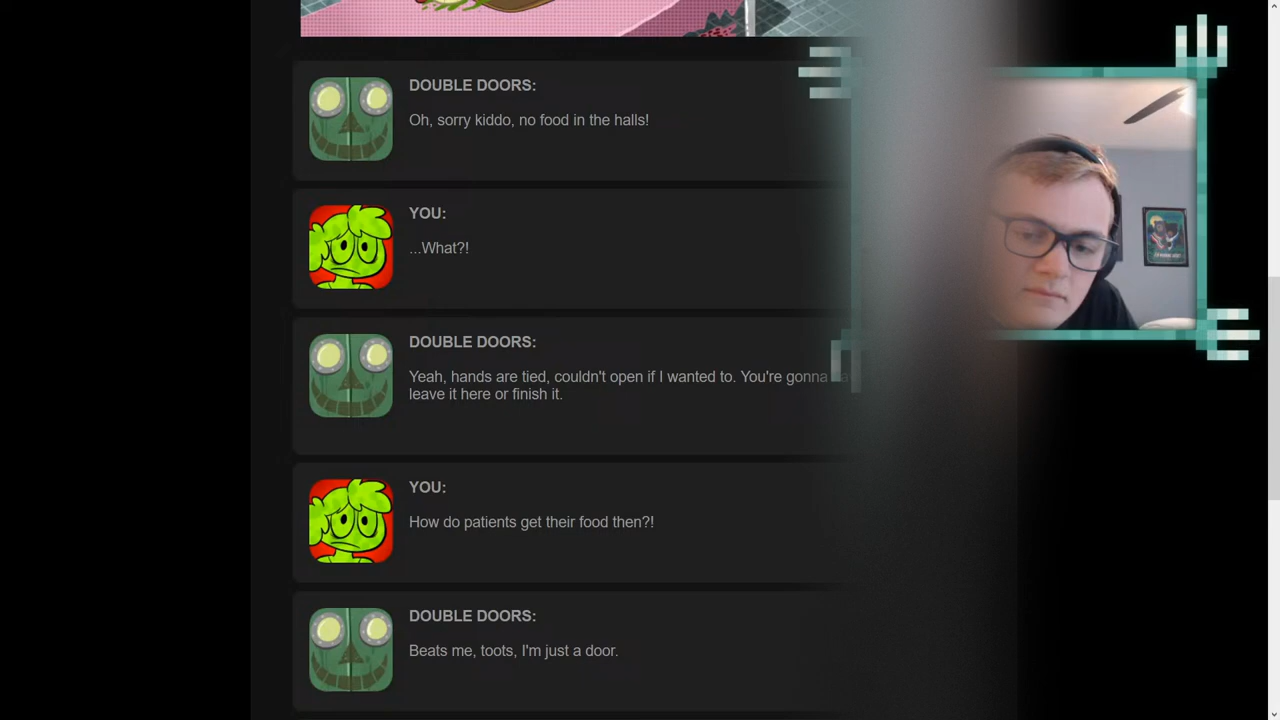 DOUBLE DOORS:
Oh, sorry kiddo, no food in the halls!
YOU:
...What?!
DOUBLE DOORS:
Yeah, hands are tied, couldn't open if I wanted to. You're gonna
leave it here or finish it.
YOU:
How do patients get their food then?!
DOUBLE DOORS:
Beats me, toots, I'm just a door.